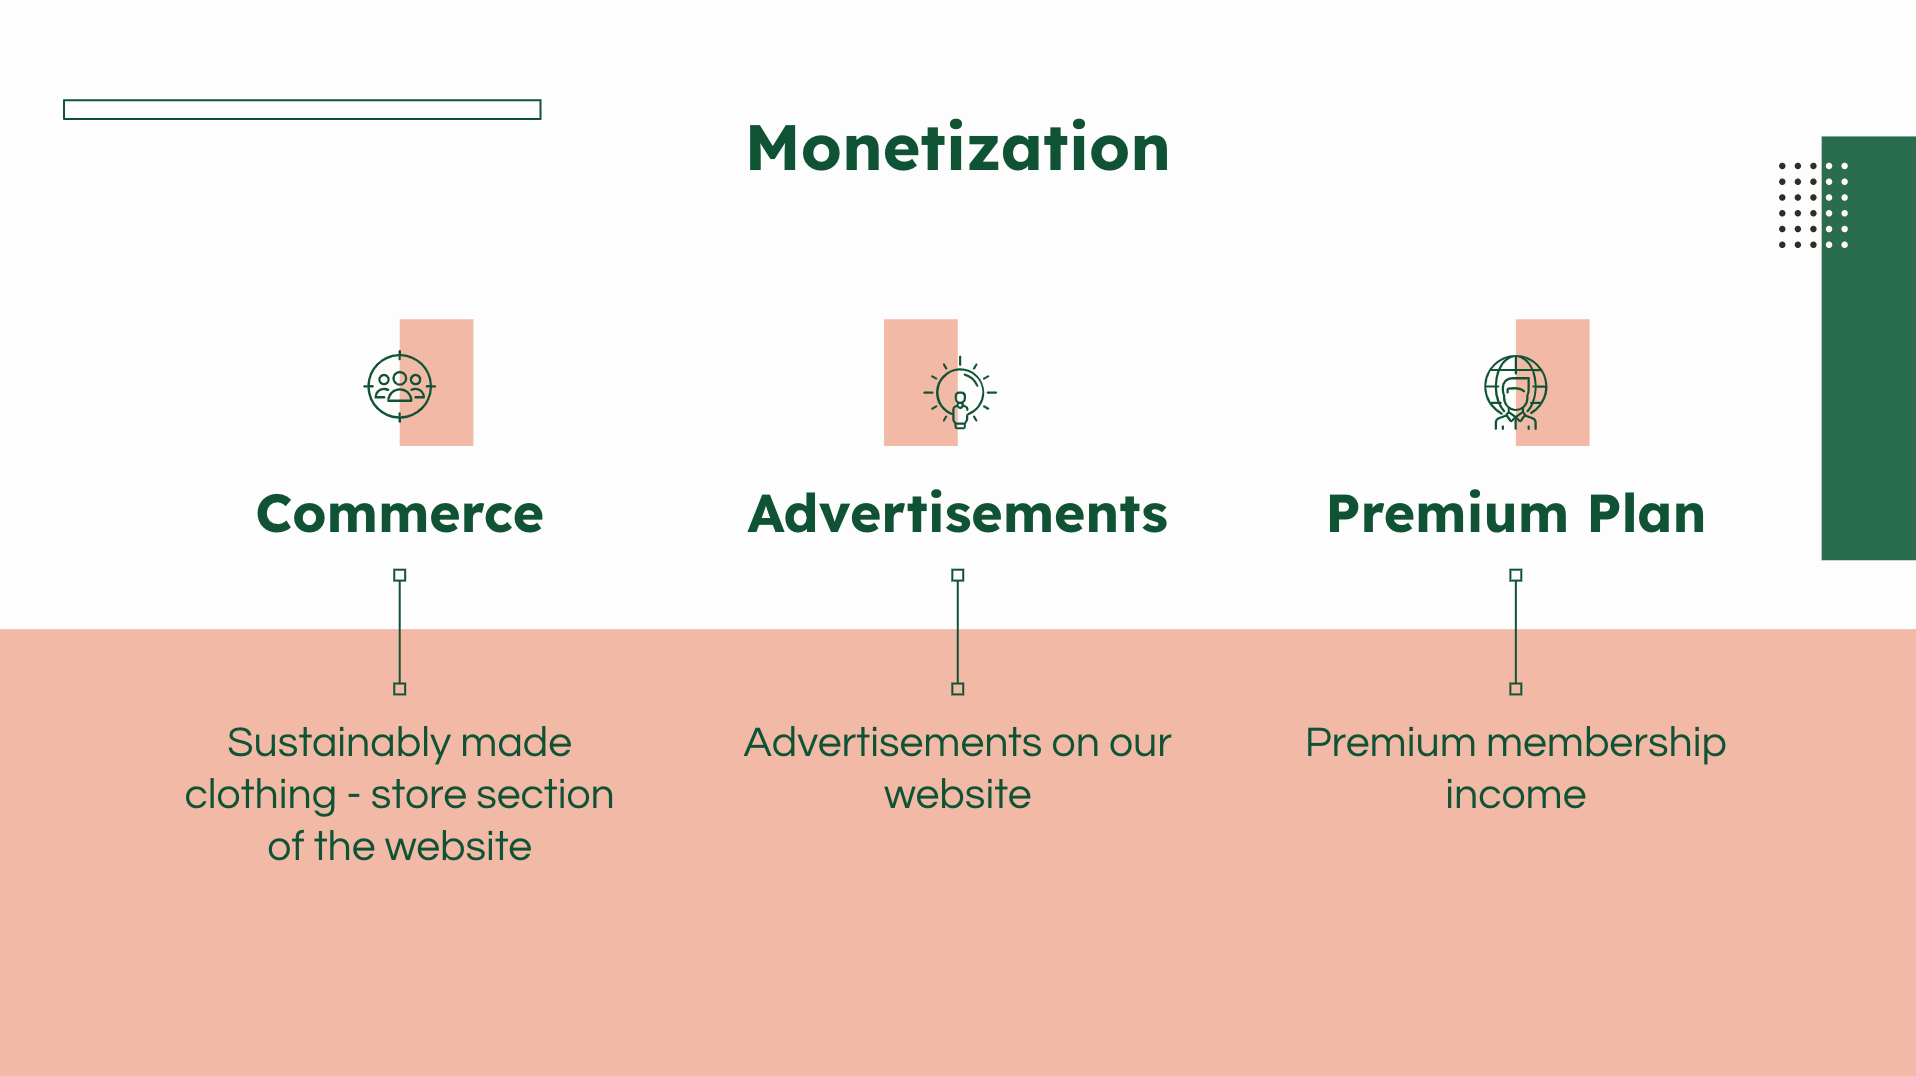 Monetization
Commerce
Advertisements
Premium Plan
Sustainably made
clothing - store section
of the website
Advertisements on our
website
Premium membership
income